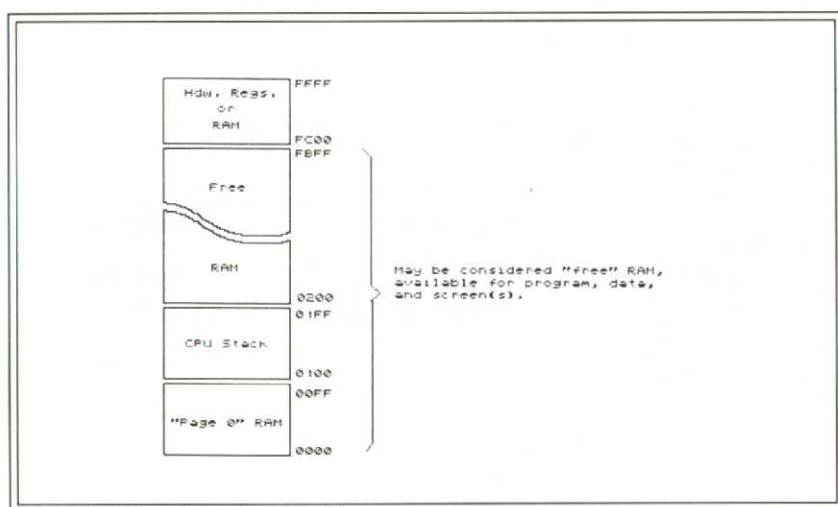 FFFF
Hdw. Regs.
or
RAM
FC00
FBFF
Free
RAM
May be considered "free" RAM,
available for program, data,
and screen(s).
0200
01FF
CPU Stack
0100
00FF
"Page 0" RAM
0000